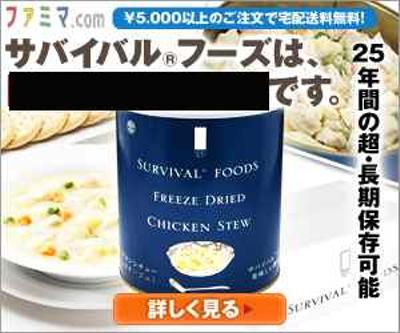 ファミマ.com
¥5.000以上のご注文で宅配送料無料!
サバイバル®フーズは、
です。
25年間の超・長期保存可能
SURVIVAL® FOODS
FREEZE DRIED
CHICKEN STEW
詳しく見る
SURVIVAL® FOODS